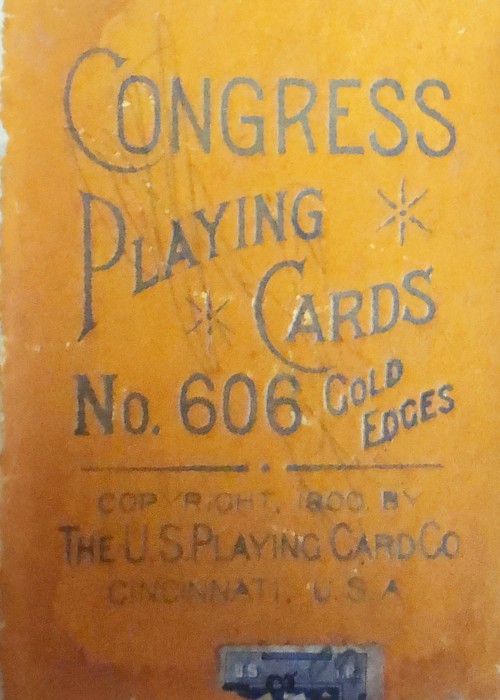 CONGRESS
PLAYING
CARDS
No. 606 GOLD
EDGES
COPYRIGHT, 1900, BY
THE U.S. PLAYING CARD CO
CINCINNATI, U.S.A
U.S.